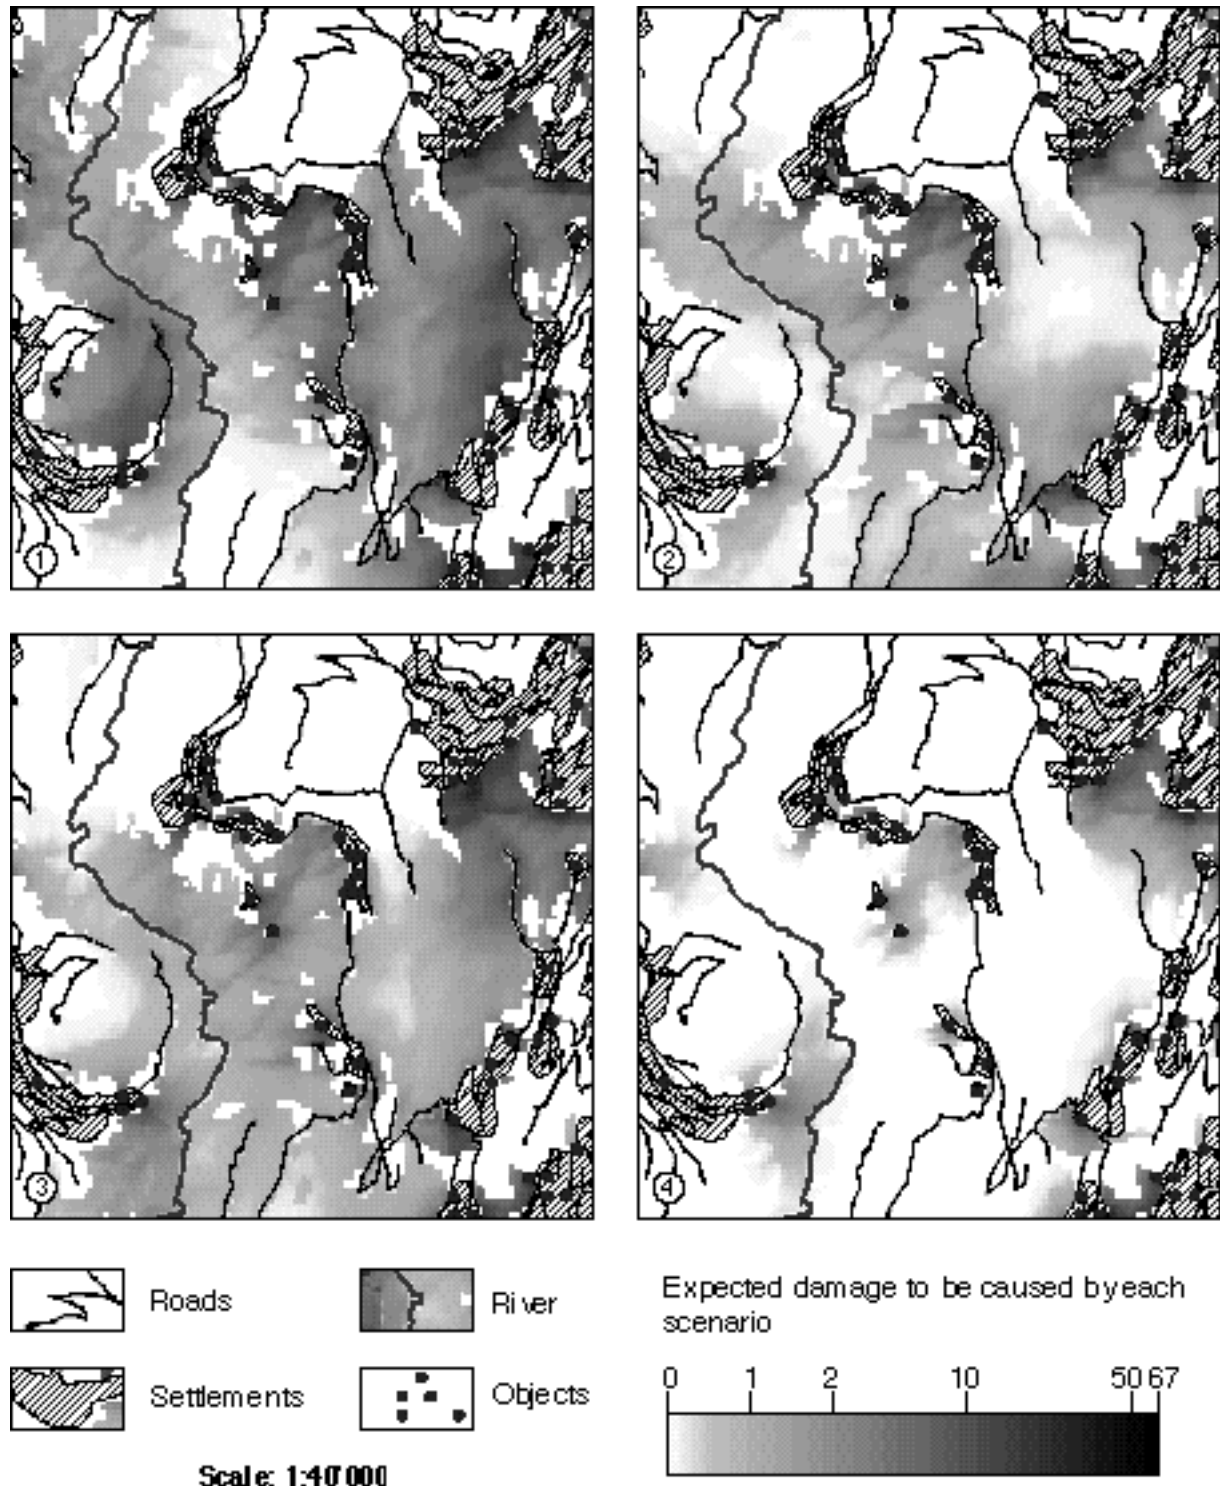 1
2
3
4
Roads
River
Settlements
Objects
Scale: 1:40'000
Expected damage to be caused by each
scenario
0 1 2 10 50 67